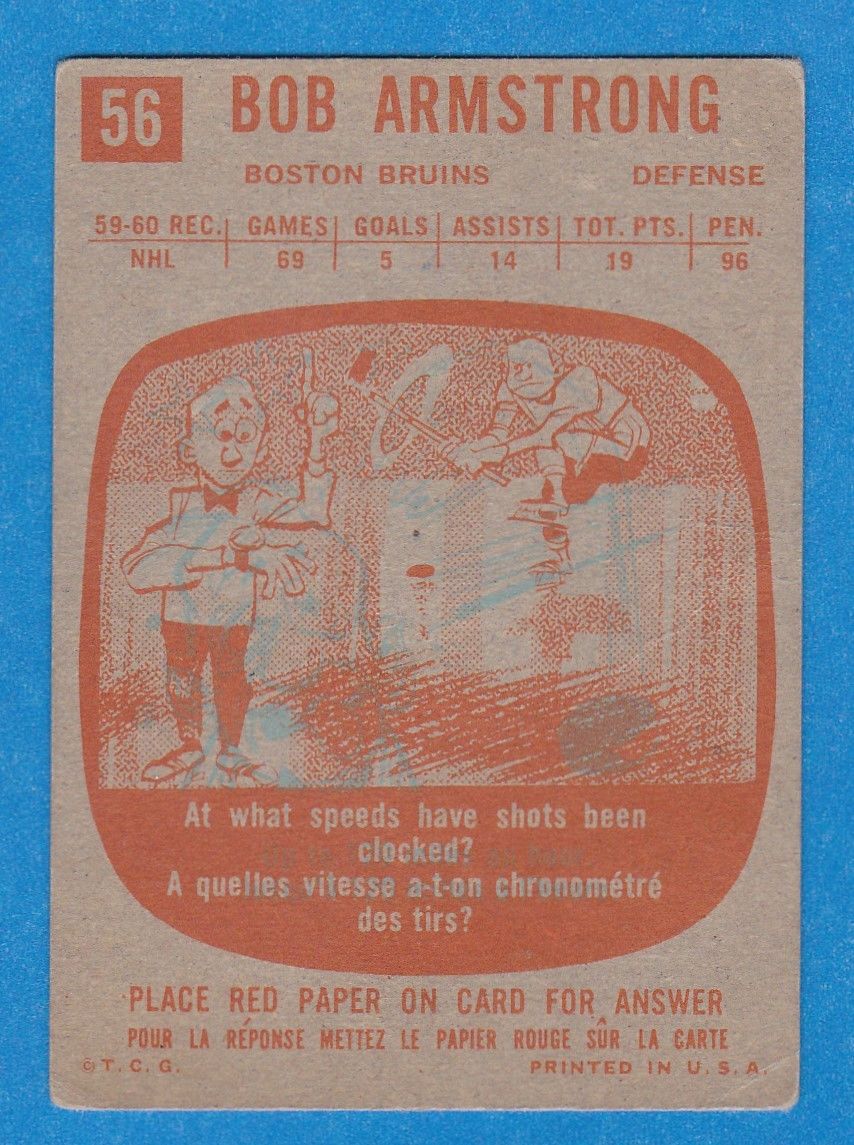 56 BOB ARMSTRONG
BOSTON BRUINS DEFENSE
59-60 REC. GAMES GOALS ASSISTS TOT. PTS. PEN.
NHL 69 5 14 19 96
At what speeds have shots been
clocked?
A quelles vitesse a-t-on chronométré
des tirs?
PLACE RED PAPER ON CARD FOR ANSWER
POUR LA RÉPONSE METTEZ LE PAPIER ROUGE SÛR LA CARTE
© T. C. G. PRINTED IN U. S. A.